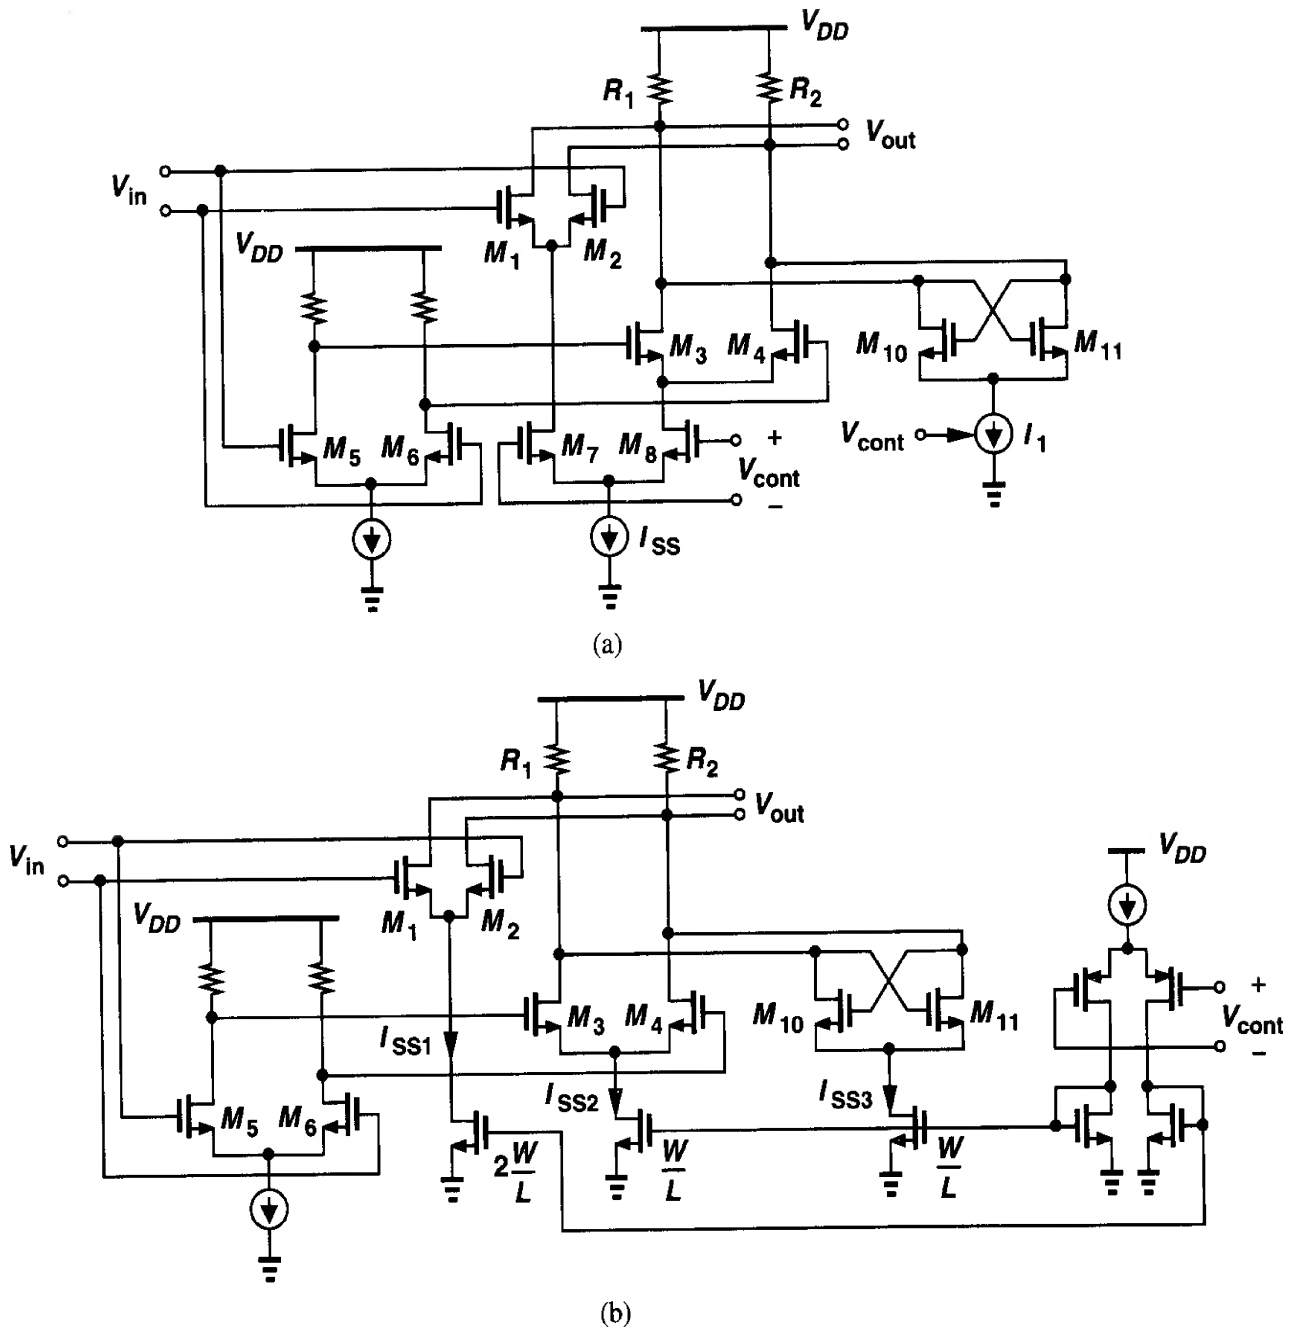 V_DD
R_1
R_2
V_out
V_in
V_DD
M_1
M_2
M_3
M_4
M_10
M_11
M_5
M_6
M_7
M_8
+
V_cont
−
V_cont
I_1
I_SS
(a)
V_DD
R_1
R_2
V_out
V_in
V_DD
V_DD
M_1
M_2
M_3
M_4
M_10
M_11
+
V_cont
−
I_SS1
I_SS2
I_SS3
M_5
M_6
2 W/L
W/L
W/L
(b)